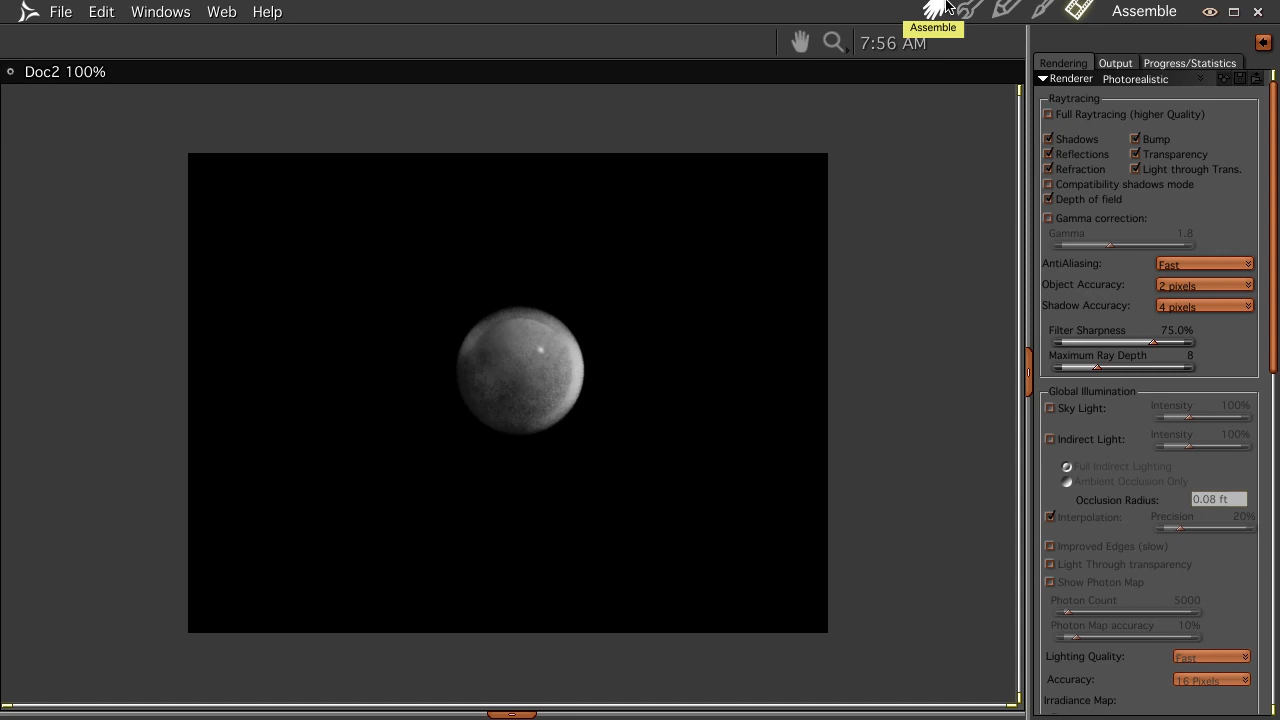 File Edit Windows Web Help Assemble
Assemble
7:56 AM
Doc2 100%
Rendering Output Progress/Statistics
Renderer Photorealistic
Raytracing
Full Raytracing (higher Quality)
Shadows Bump
Reflections Transparency
Refraction Light through Trans.
Compatibility shadows mode
Depth of field
Gamma correction:
Gamma 1.8
AntiAliasing: Fast
Object Accuracy: 2 pixels
Shadow Accuracy: 4 pixels
Filter Sharpness 75.0%
Maximum Ray Depth 8
Global Illumination
Sky Light: Intensity 100%
Indirect Light: Intensity 100%
Full Indirect Lighting
Ambient Occlusion Only
Occlusion Radius: 0.08 ft
Interpolation: Precision 20%
Improved Edges (slow)
Light Through transparency
Show Photon Map
Photon Count 5000
Photon Map accuracy 10%
Lighting Quality: Fast
Accuracy: 16 Pixels
Irradiance Map: